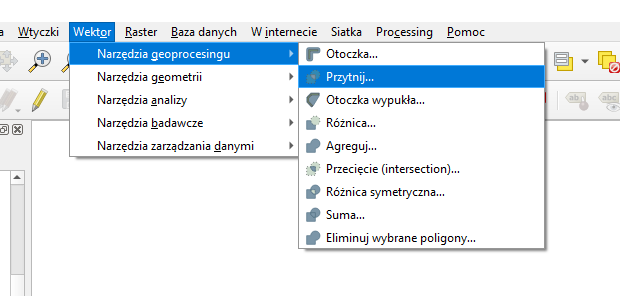 Wtyczki Wektor Raster Baza danych W internecie Siatka Processing Pomoc
Narzędzia geoprocesingu
Narzędzia geometrii
Narzędzia analizy
Narzędzia badawcze
Narzędzia zarządzania danymi
Otoczka...
Przytnij...
Otoczka wypukła...
Różnica...
Agreguj...
Przecięcie (intersection)...
Różnica symetryczna...
Suma...
Eliminuj wybrane poligony...